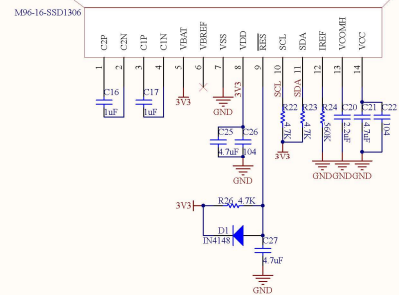 M96-16-SSD1306
C2P
C2N
C1P
C1N
VBAT
VBREF
VSS
VDD
RES
SCL
SDA
IREF
VCOMH
VCC
1
2
3
4
5
6
7
8
9
10
11
12
13
14
C16
1uF
C17
1uF
3V3
GND
3V3
SCL
SDA
R22
4.7K
R23
4.7K
R24
560K
C20
2.2uF
C21
4.7uF
C22
104
C25
4.7uF
C26
104
3V3
GND
GND
GND
GND
3V3
R26
4.7K
D1
IN4148
C27
4.7uF
GND